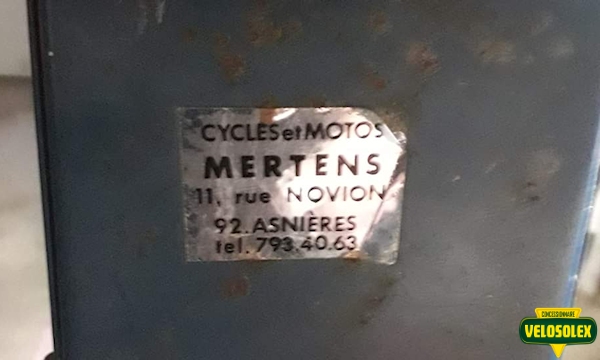 CYCLES et MOTOS
MERTENS
11, rue NOVION
92. ASNIÈRES
tel. 793.40.63
CONCESSIONNAIRE
VELOSOLEX